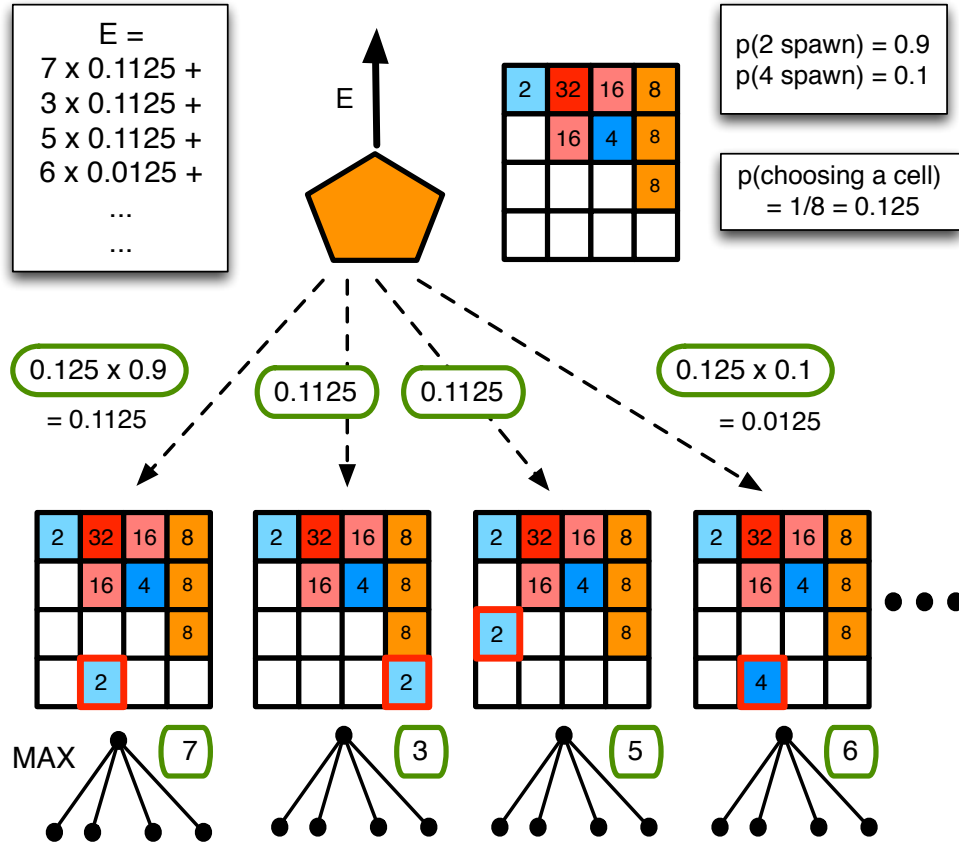 E =
7 x 0.1125 +
3 x 0.1125 +
5 x 0.1125 +
6 x 0.0125 +
...
...
E
2 32 16 8
16 4 8
8
p(2 spawn) = 0.9
p(4 spawn) = 0.1
p(choosing a cell)
= 1/8 = 0.125
0.125 x 0.9
= 0.1125
0.1125
0.1125
0.125 x 0.1
= 0.0125
2 32 16 8
16 4 8
8
2
2 32 16 8
16 4 8
8
2
2 32 16 8
16 4 8
2 8
2 32 16 8
16 4 8
8
4
MAX
7
3
5
6